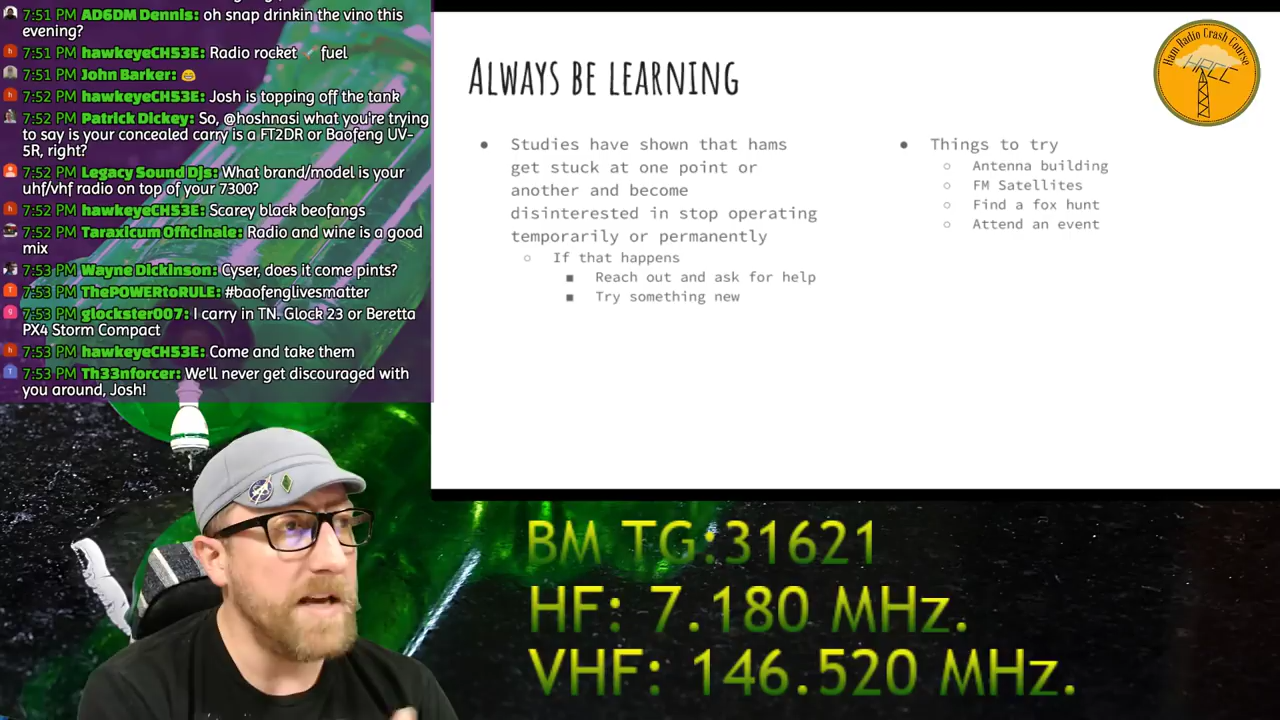 7:51 PM AD6DM Dennis: oh snap drinkin the vino this
evening?
7:51 PM hawkeyeCH53E: Radio rocket 🚀 fuel
7:51 PM John Barker: 😂
7:52 PM hawkeyeCH53E: Josh is topping off the tank
7:52 PM Patrick Dickey: So, @hoshnasi what you're trying
to say is your concealed carry is a FT2DR or Baofeng UV-
5R, right?
7:52 PM Legacy Sound Djs: What brand/model is your
uhf/vhf radio on top of your 7300?
7:52 PM hawkeyeCH53E: Scarey black beofangs
7:52 PM Taraxicum Officinale: Radio and wine is a good
mix
7:53 PM Wayne Dickinson: Cyser, does it come pints?
7:53 PM ThePOWERtoRULE: #baofenglivesmatter
7:53 PM glockster007: I carry in TN. Glock 23 or Beretta
PX4 Storm Compact
7:53 PM hawkeyeCH53E: Come and take them
7:53 PM Th33nforcer: We'll never get discouraged with
you around, Josh!
ALWAYS BE LEARNING
Ham Radio Crash Course
HRCC
● Studies have shown that hams
get stuck at one point or
another and become
disinterested in stop operating
temporarily or permanently
○ If that happens
■ Reach out and ask for help
■ Try something new
● Things to try
○ Antenna building
○ FM Satellites
○ Find a fox hunt
○ Attend an event
BM TG:31621
HF: 7.180 MHz.
VHF: 146.520 MHz.